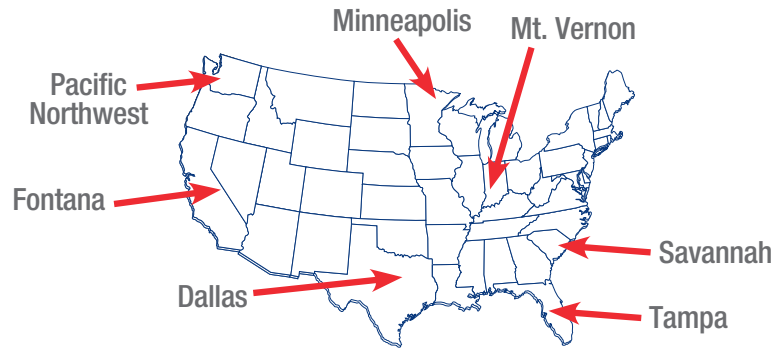 Minneapolis
Mt. Vernon
Pacific
Northwest
Fontana
Savannah
Dallas
Tampa